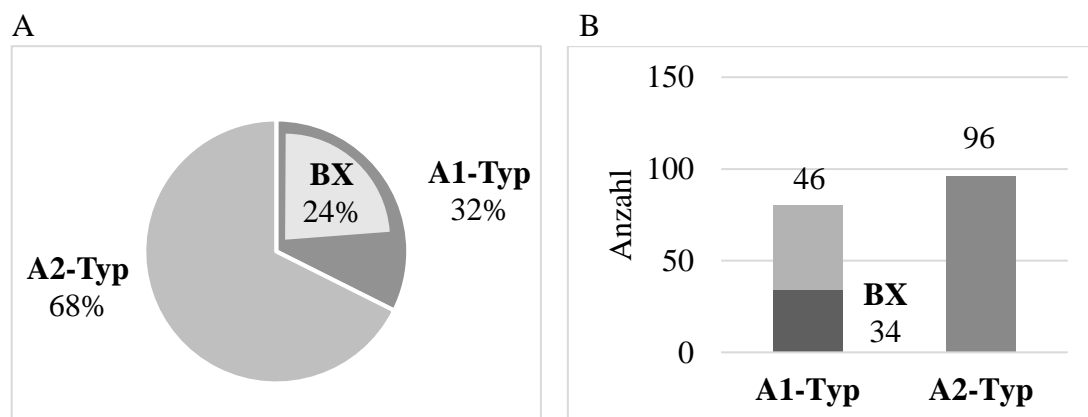 A
BX
24%
A1-Typ
32%
A2-Typ
68%
B
150
100
50
0
Anzahl
46
96
BX
34
A1-Typ
A2-Typ